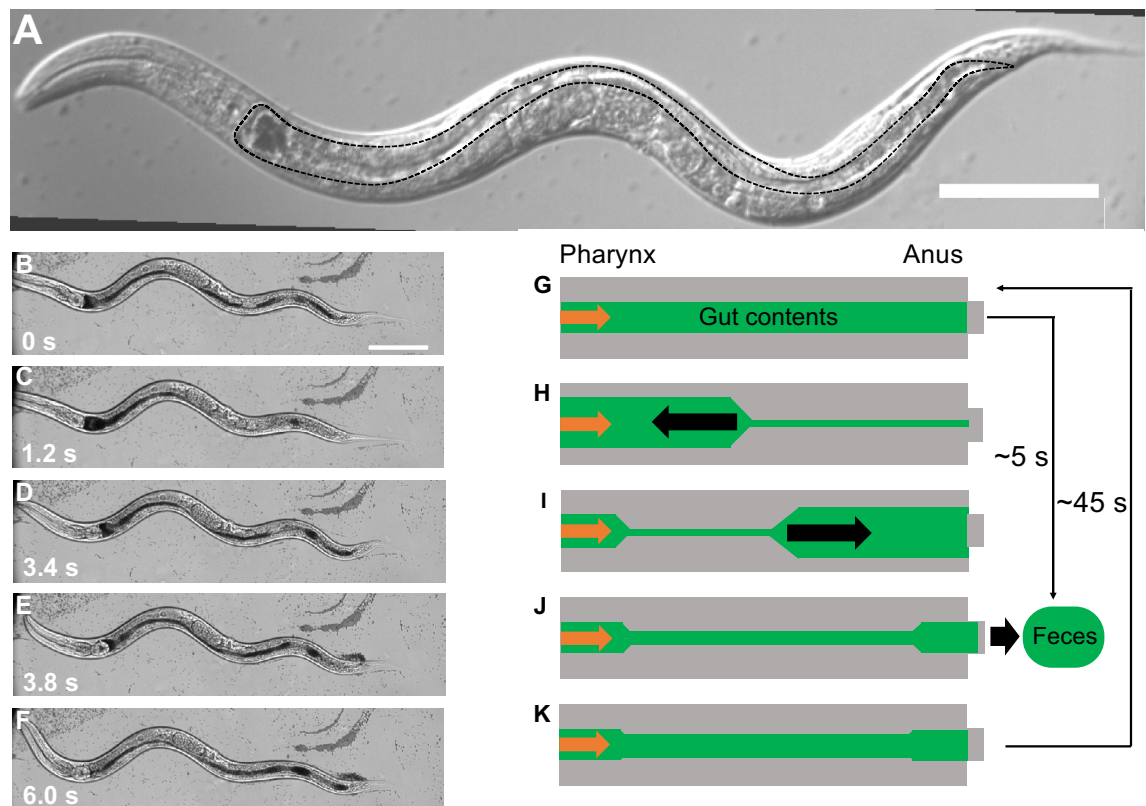 A
B
0 s
C
1.2 s
D
3.4 s
E
3.8 s
F
6.0 s
Pharynx
Anus
G
Gut contents
H
~5 s
~45 s
I
J
Feces
K